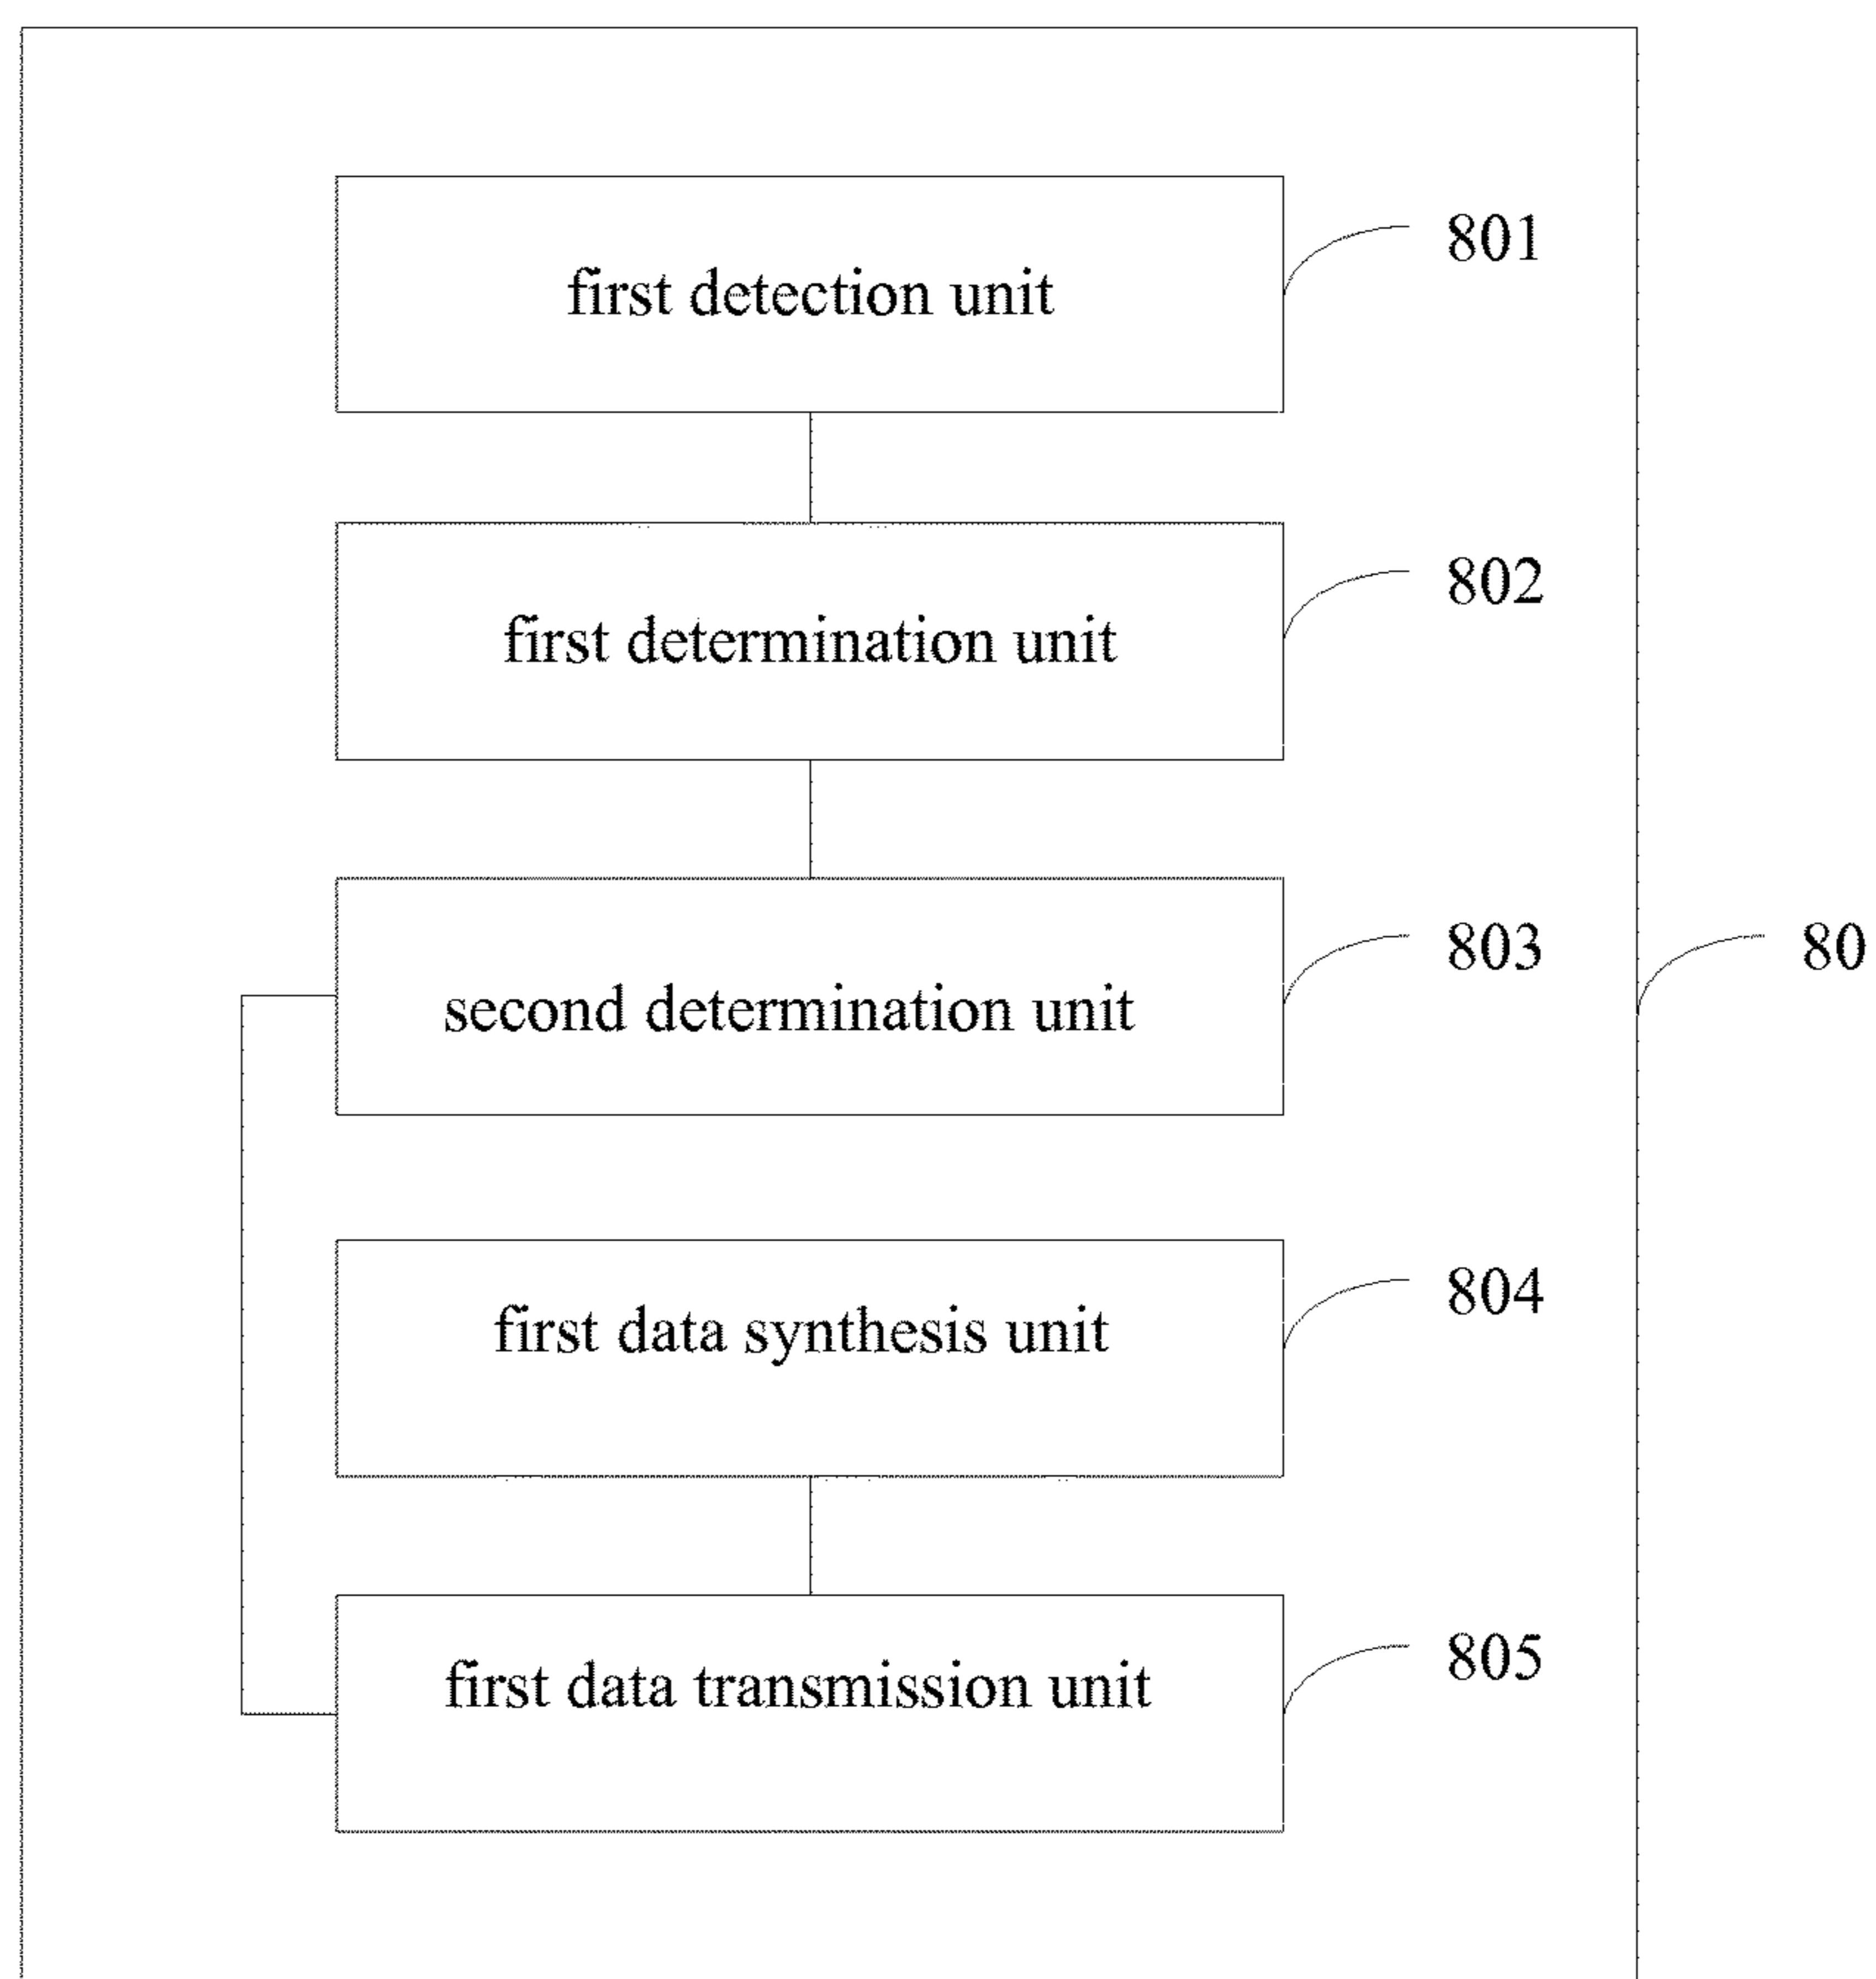 first detection unit
801
first determination unit
802
second determination unit
803
80
first data synthesis unit
804
first data transmission unit
805